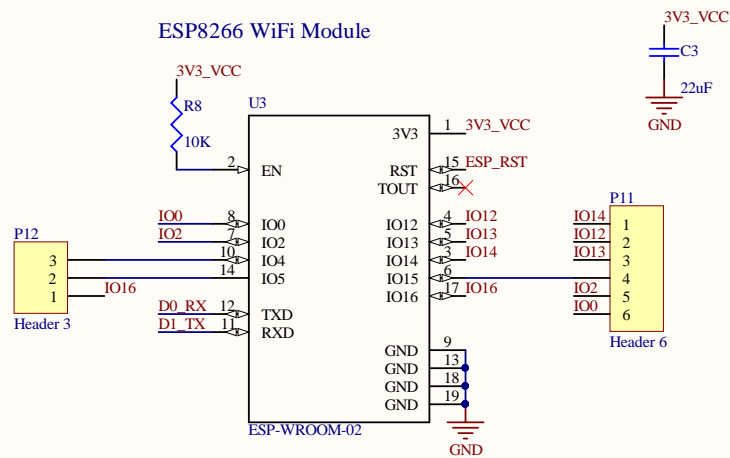 ESP8266 WiFi Module
3V3_VCC
C3
22uF
GND
3V3_VCC
R8
10K
U3
2 EN
3V3 1 3V3_VCC
RST 15 ESP_RST
TOUT 16
IO0 8 IO0
IO2 7 IO2
10 IO4
14 IO5
D0_RX 12 TXD
D1_TX 11 RXD
IO12 4 IO12
IO13 5 IO13
IO14 3 IO14
IO15 6
IO16 17 IO16
GND 9
GND 13
GND 18
GND 19
ESP-WROOM-02
GND
P12
3
2
1 IO16
Header 3
P11
IO14 1
IO12 2
IO13 3
4
IO2 5
IO0 6
Header 6